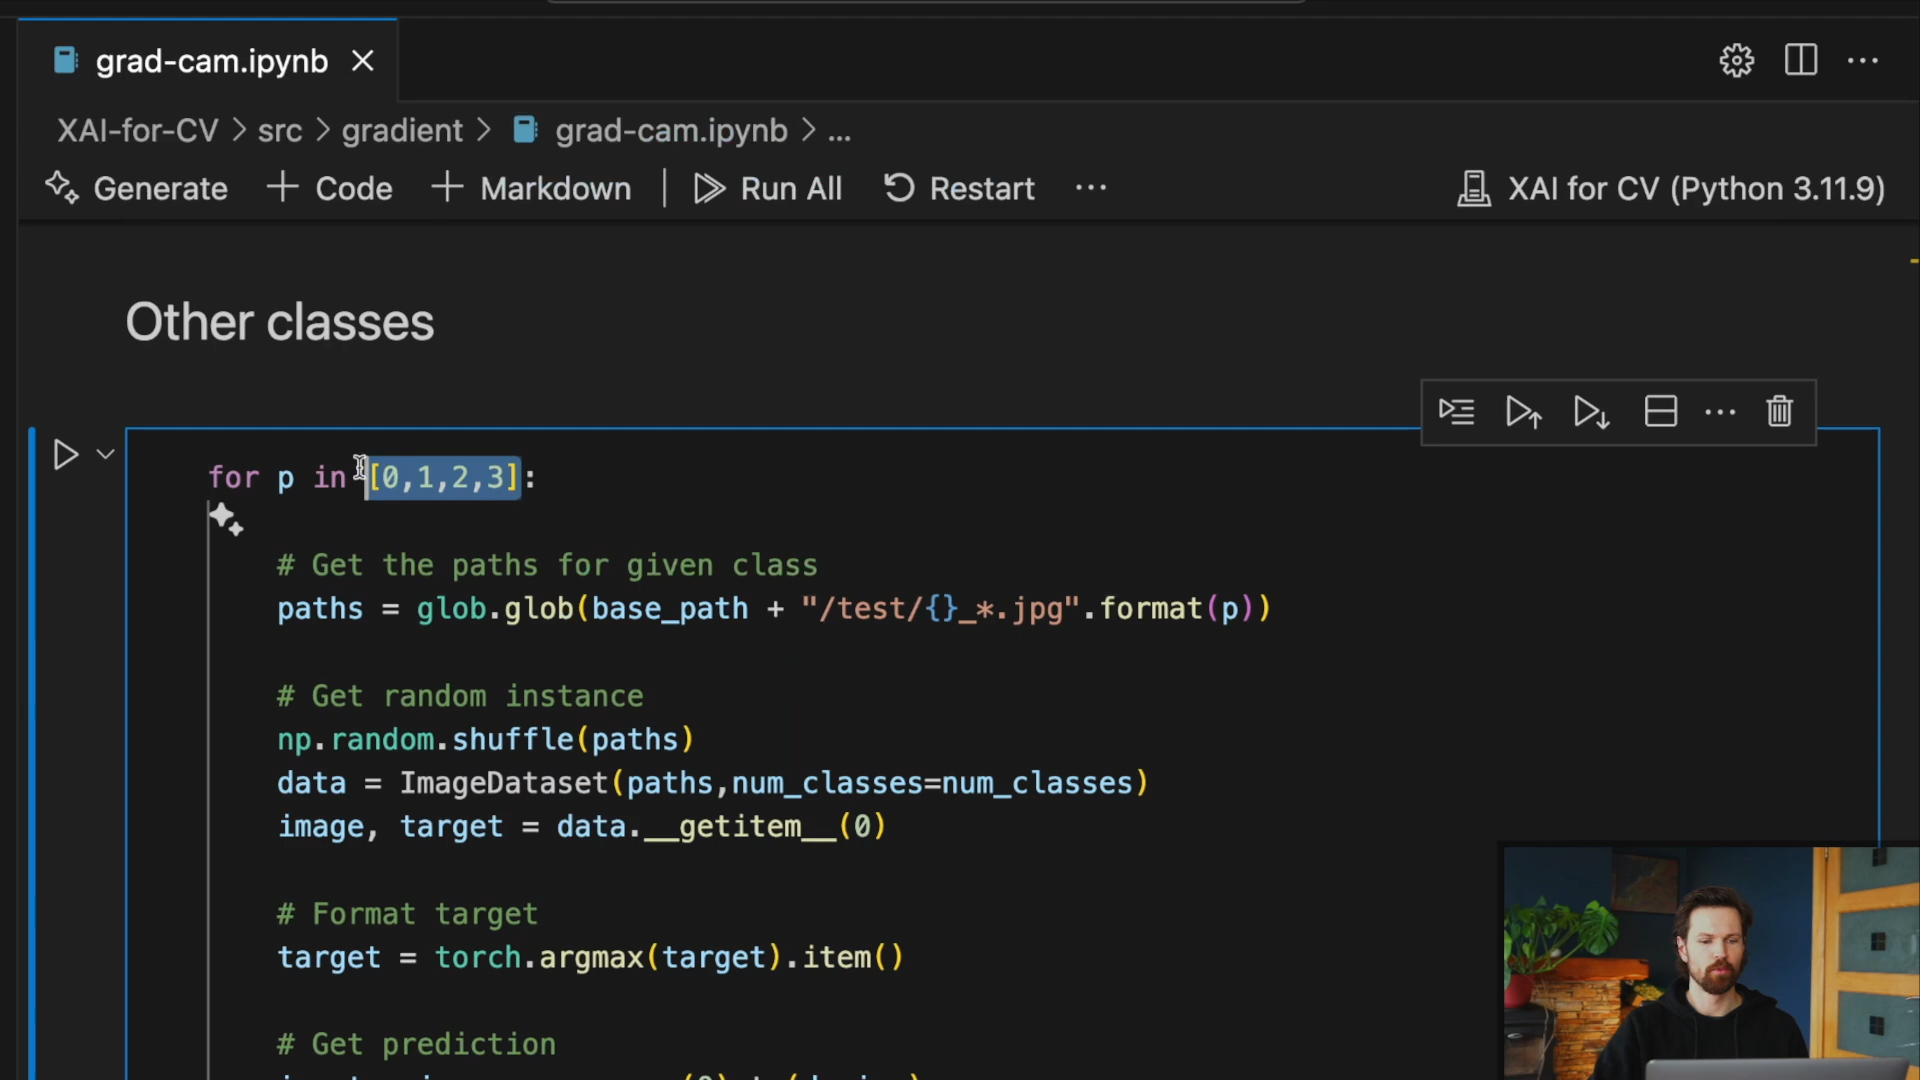 grad-cam.ipynb
XAI-for-CV > src > gradient > grad-cam.ipynb > ...
Generate + Code + Markdown | Run All Restart ... XAI for CV (Python 3.11.9)
Other classes
for p in [0,1,2,3]:
# Get the paths for given class
paths = glob.glob(base_path + "/test/{}_*.jpg".format(p))
# Get random instance
np.random.shuffle(paths)
data = ImageDataset(paths,num_classes=num_classes)
image, target = data.__getitem__(0)
# Format target
target = torch.argmax(target).item()
# Get prediction